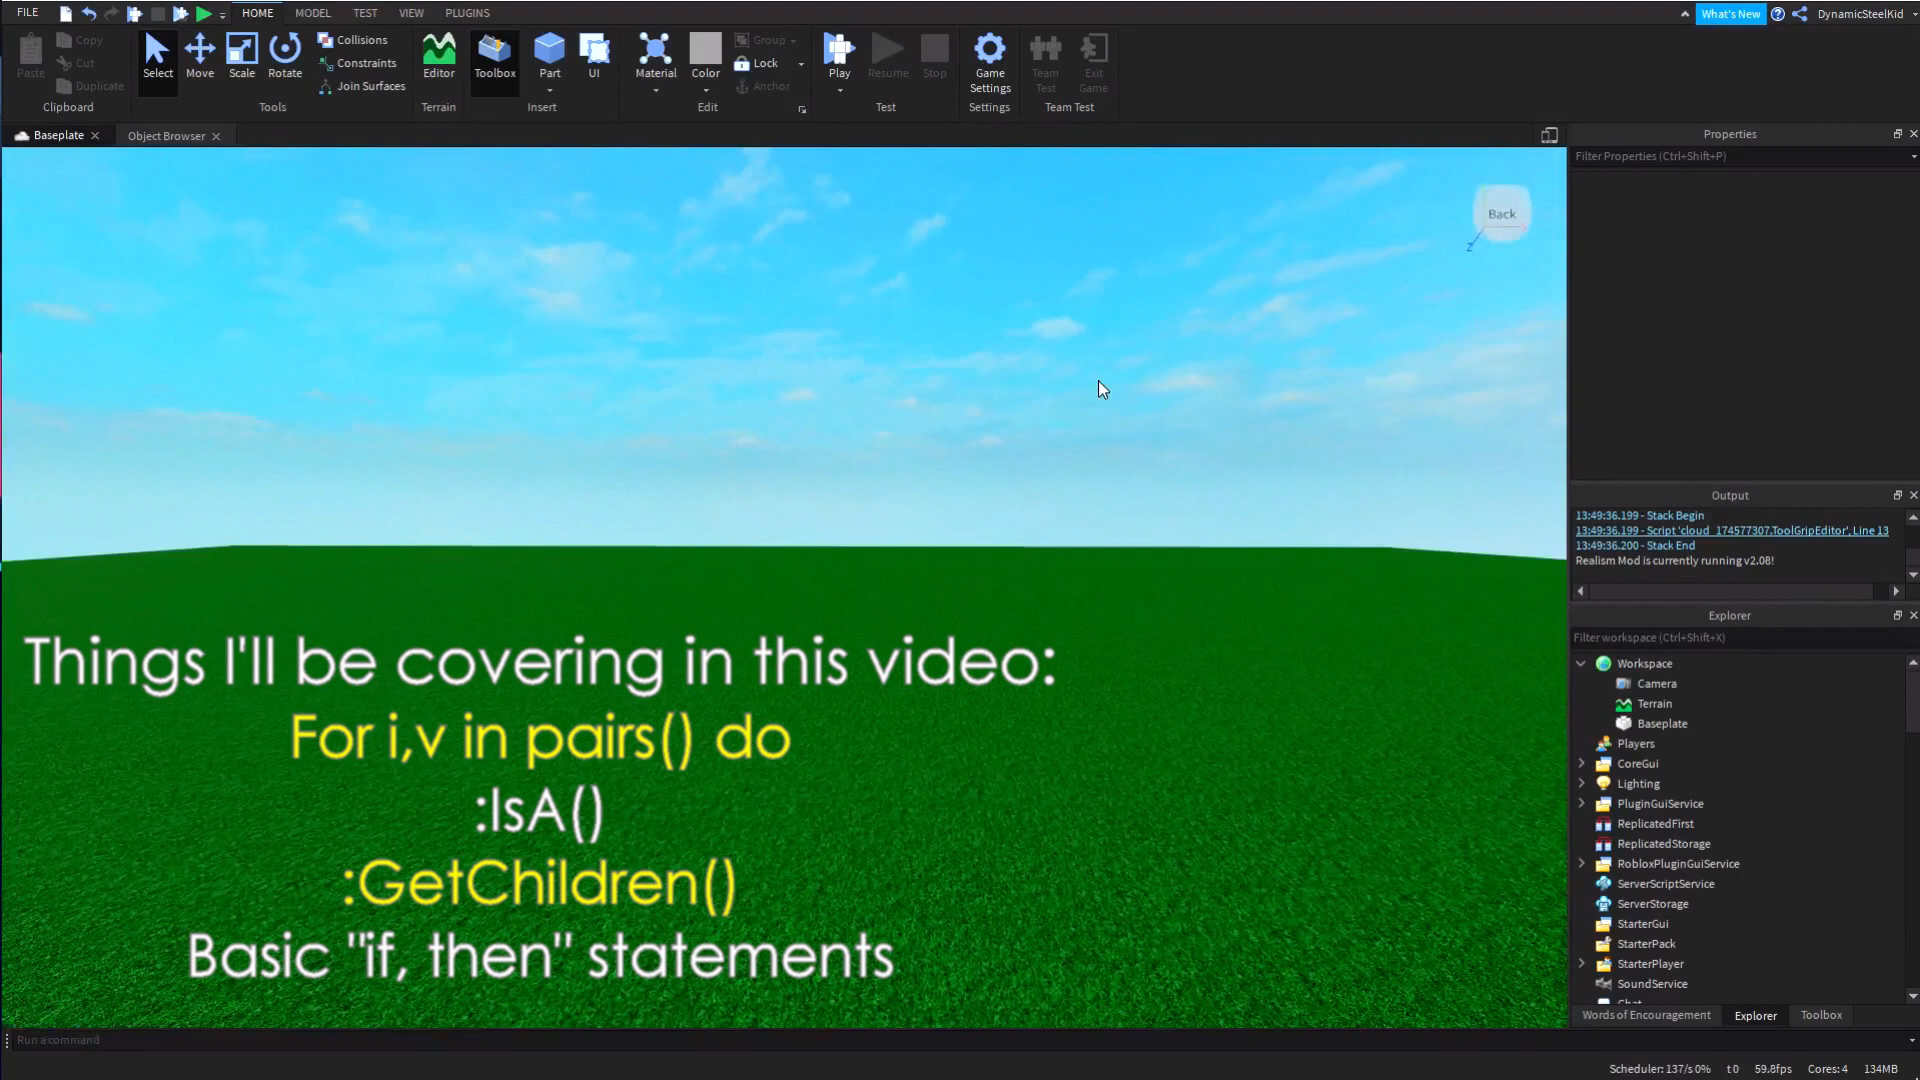 FILE
HOME
MODEL
TEST
VIEW
PLUGINS
What's New
DynamicSteelKid
Paste
Copy
Cut
Duplicate
Clipboard
Select
Move
Scale
Rotate
Collisions
Constraints
Join Surfaces
Tools
Editor
Terrain
Toolbox
Part
UI
Insert
Material
Color
Group
Lock
Anchor
Edit
Play
Resume
Stop
Test
Game
Settings
Settings
Team
Test
Exit
Game
Team Test
Baseplate
Object Browser
Properties
Filter Properties (Ctrl+Shift+P)
Back
Z
Output
13:49:36.199 - Stack Begin
13:49:36.199 - Script 'cloud_174577307.ToolGripEditor', Line 13
13:49:36.200 - Stack End
Realism Mod is currently running v2.08!
Explorer
Filter workspace (Ctrl+Shift+X)
Workspace
Camera
Terrain
Baseplate
Players
CoreGui
Lighting
PluginGuiService
ReplicatedFirst
ReplicatedStorage
RobloxPluginGuiService
ServerScriptService
ServerStorage
StarterGui
StarterPack
StarterPlayer
SoundService
Chat
Words of Encouragement
Explorer
Toolbox
Things I'll be covering in this video:
For i,v in pairs() do
:IsA()
:GetChildren()
Basic "if, then" statements
Run a command
Scheduler: 137/s 0%
t 0
59.8fps
Cores: 4
134MB